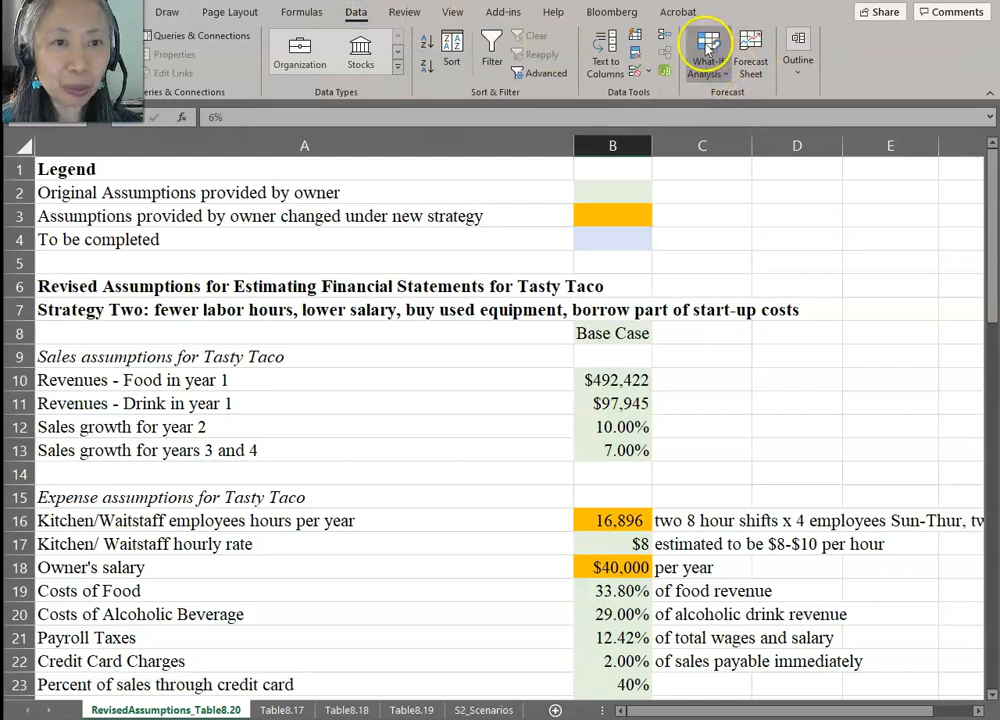 Draw Page Layout Formulas Data Review View Add-ins Help Bloomberg Acrobat Share Comments
Queries & Connections
Properties
Edit Links
Queries & Connections
Organization Stocks
Data Types
Sort Filter
Clear
Reapply
Advanced
Sort & Filter
Text to
Columns
Data Tools
What-If
Analysis
Forecast
Sheet
Forecast
Outline
fx 6%
A B C D E
1 Legend
2 Original Assumptions provided by owner
3 Assumptions provided by owner changed under new strategy
4 To be completed
5
6 Revised Assumptions for Estimating Financial Statements for Tasty Taco
7 Strategy Two: fewer labor hours, lower salary, buy used equipment, borrow part of start-up costs
8 Base Case
9 Sales assumptions for Tasty Taco
10 Revenues - Food in year 1 $492,422
11 Revenues - Drink in year 1 $97,945
12 Sales growth for year 2 10.00%
13 Sales growth for years 3 and 4 7.00%
14
15 Expense assumptions for Tasty Taco
16 Kitchen/Waitstaff employees hours per year 16,896 two 8 hour shifts x 4 employees Sun-Thur, tw
17 Kitchen/ Waitstaff hourly rate $8 estimated to be $8-$10 per hour
18 Owner's salary $40,000 per year
19 Costs of Food 33.80% of food revenue
20 Costs of Alcoholic Beverage 29.00% of alcoholic drink revenue
21 Payroll Taxes 12.42% of total wages and salary
22 Credit Card Charges 2.00% of sales payable immediately
23 Percent of sales through credit card 40%
RevisedAssumptions_Table8.20 Table8.17 Table8.18 Table8.19 S2_Scenarios